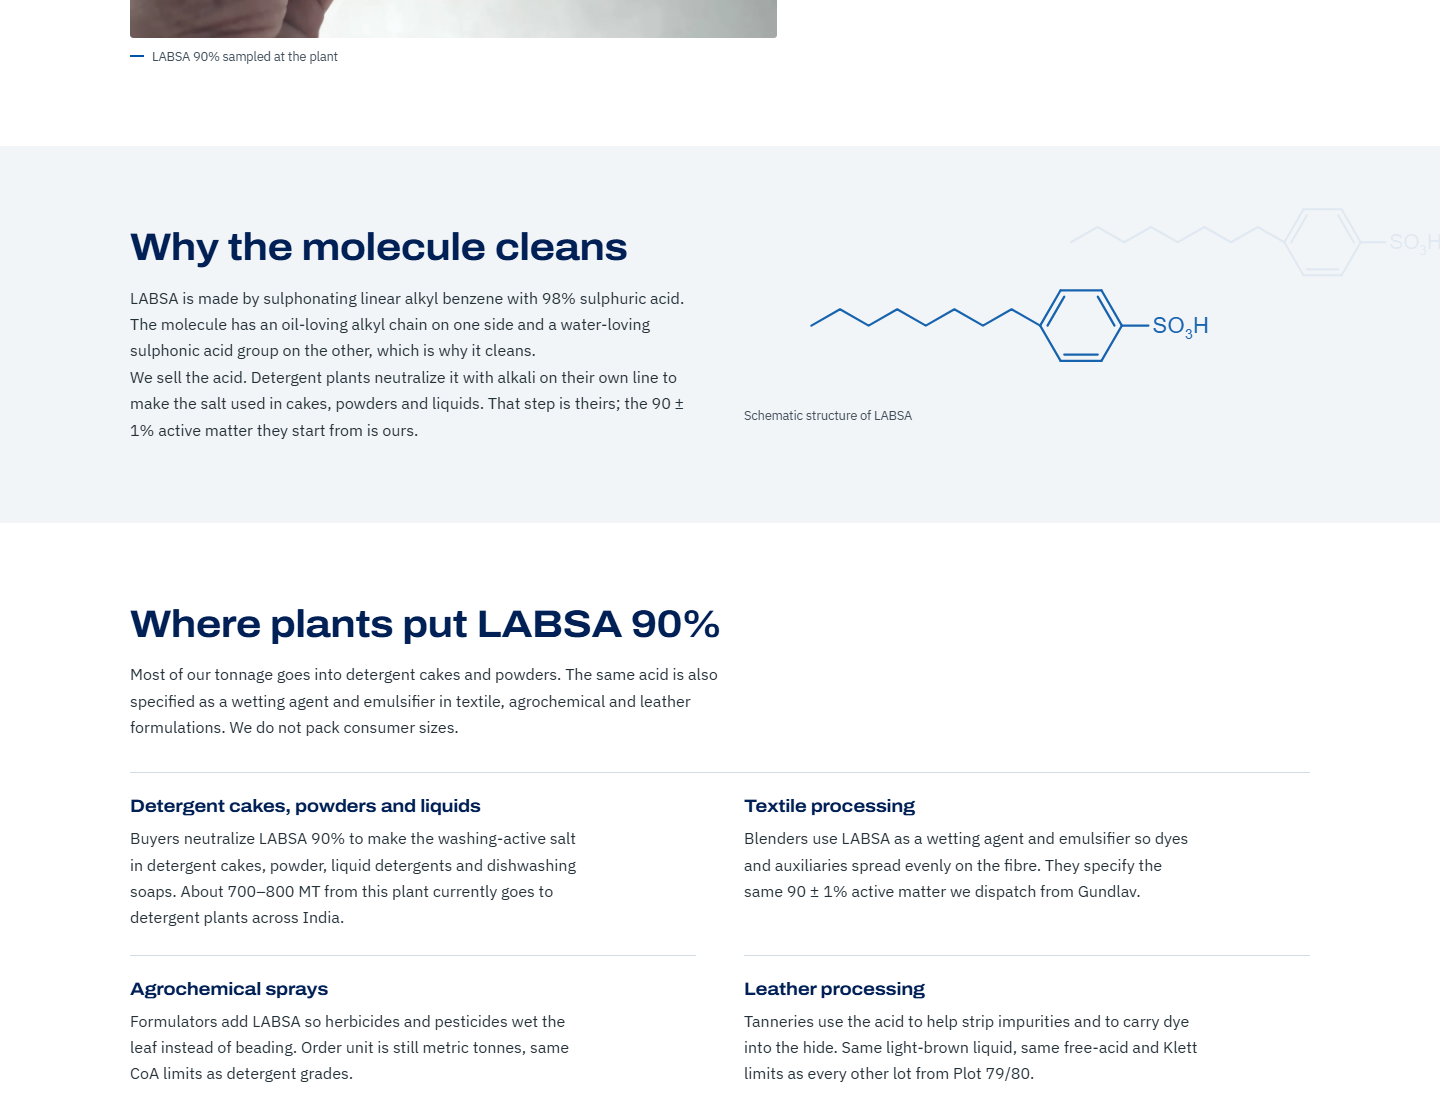 LABSA 90% sampled at the plant
Why the molecule cleans
LABSA is made by sulphonating linear alkyl benzene with 98% sulphuric acid.
The molecule has an oil-loving alkyl chain on one side and a water-loving
sulphonic acid group on the other, which is why it cleans.
We sell the acid. Detergent plants neutralize it with alkali on their own line to
make the salt used in cakes, powders and liquids. That step is theirs; the 90 ±
1% active matter they start from is ours.
SO₃H
SO₃H
Schematic structure of LABSA
Where plants put LABSA 90%
Most of our tonnage goes into detergent cakes and powders. The same acid is also
specified as a wetting agent and emulsifier in textile, agrochemical and leather
formulations. We do not pack consumer sizes.
Detergent cakes, powders and liquids
Buyers neutralize LABSA 90% to make the washing-active salt
in detergent cakes, powder, liquid detergents and dishwashing
soaps. About 700–800 MT from this plant currently goes to
detergent plants across India.
Textile processing
Blenders use LABSA as a wetting agent and emulsifier so dyes
and auxiliaries spread evenly on the fibre. They specify the
same 90 ± 1% active matter we dispatch from Gundlav.
Agrochemical sprays
Formulators add LABSA so herbicides and pesticides wet the
leaf instead of beading. Order unit is still metric tonnes, same
CoA limits as detergent grades.
Leather processing
Tanneries use the acid to help strip impurities and to carry dye
into the hide. Same light-brown liquid, same free-acid and Klett
limits as every other lot from Plot 79/80.